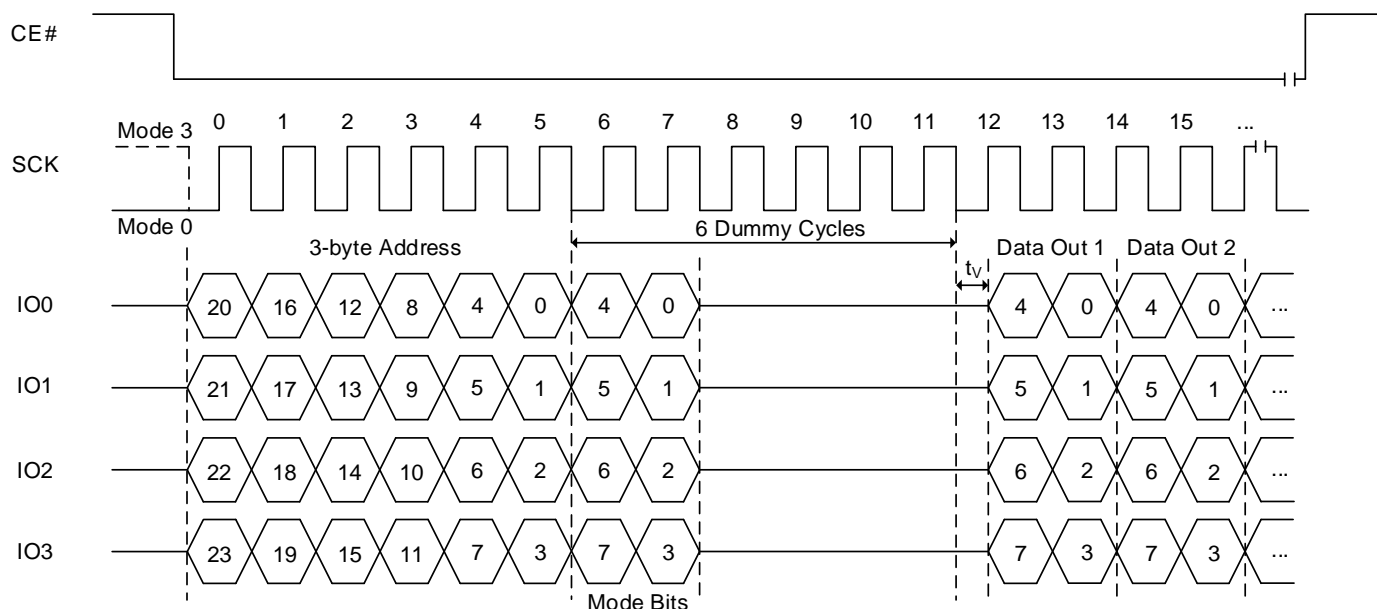 CE#
0 1 2 3 4 5 6 7 8 9 10 11 12 13 14 15 ...
Mode 3
SCK
Mode 0
6 Dummy Cycles
3-byte Address
Data Out 1 Data Out 2
tV
IO0 20 16 12 8 4 0 4 0 4 0 4 0 ...
IO1 21 17 13 9 5 1 5 1 5 1 5 1 ...
IO2 22 18 14 10 6 2 6 2 6 2 6 2 ...
IO3 23 19 15 11 7 3 7 3 7 3 7 3 ...
Mode Bits